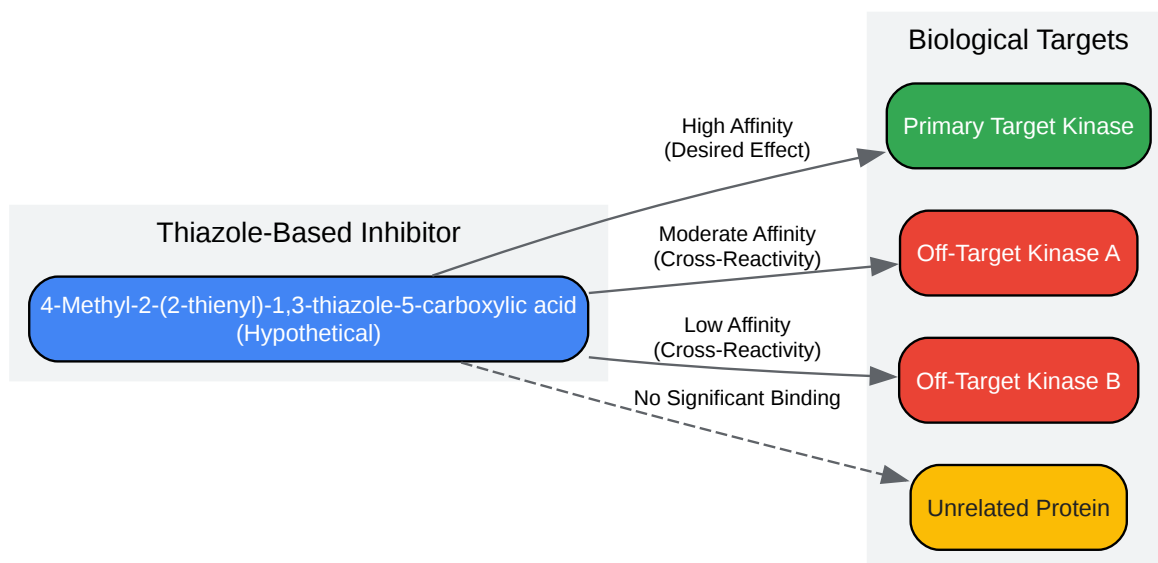 Biological Targets
Primary Target Kinase
High Affinity
(Desired Effect)
Thiazole-Based Inhibitor
4-Methyl-2-(2-thienyl)-1,3-thiazole-5-carboxylic acid
(Hypothetical)
Moderate Affinity
(Cross-Reactivity)
Off-Target Kinase A
Low Affinity
(Cross-Reactivity)
Off-Target Kinase B
No Significant Binding
Unrelated Protein